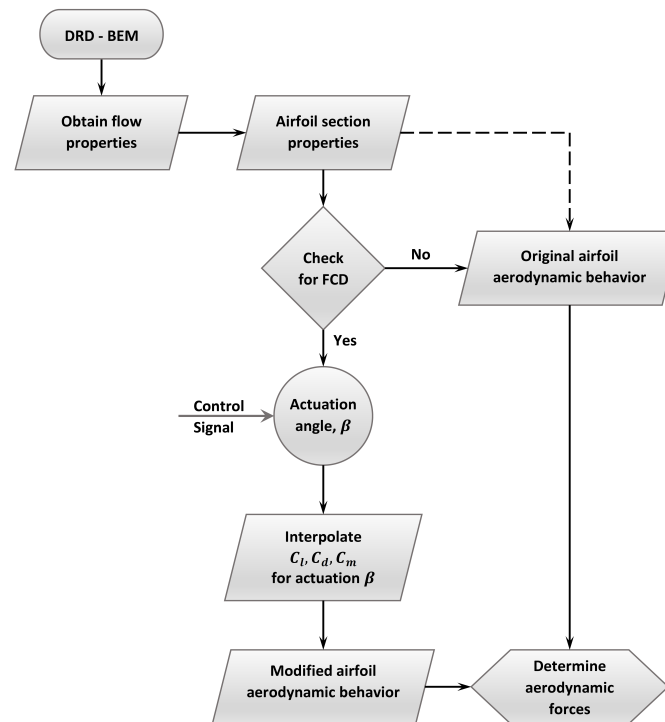 DRD - BEM
Obtain flow
properties
Airfoil section
properties
Check
for FCD
No
Original airfoil
aerodynamic behavior
Yes
Control
Signal
Actuation
angle, β
Interpolate
C_l, C_d, C_m
for actuation β
Modified airfoil
aerodynamic behavior
Determine
aerodynamic
forces